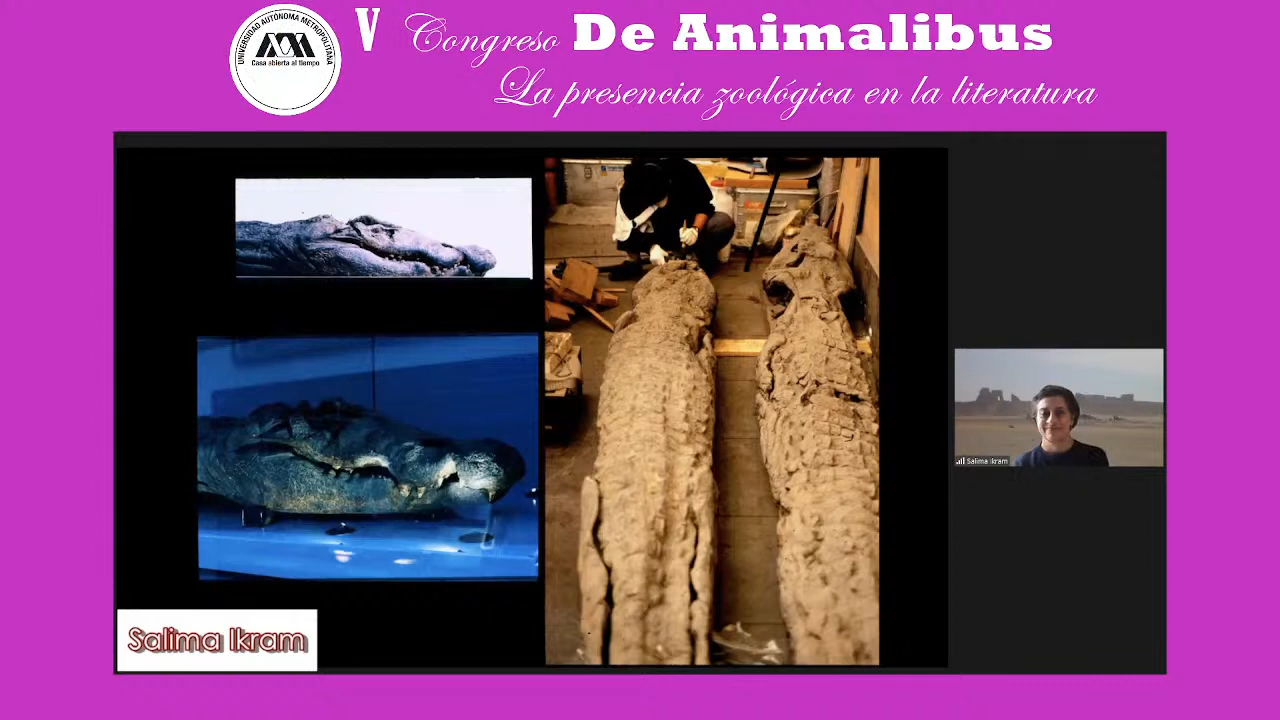 UNIVERSIDAD AUTÓNOMA METROPOLITANA
Casa abierta al tiempo
V Congreso De Animalibus
La presencia zoológica en la literatura
Salima Ikram
Salima Ikram